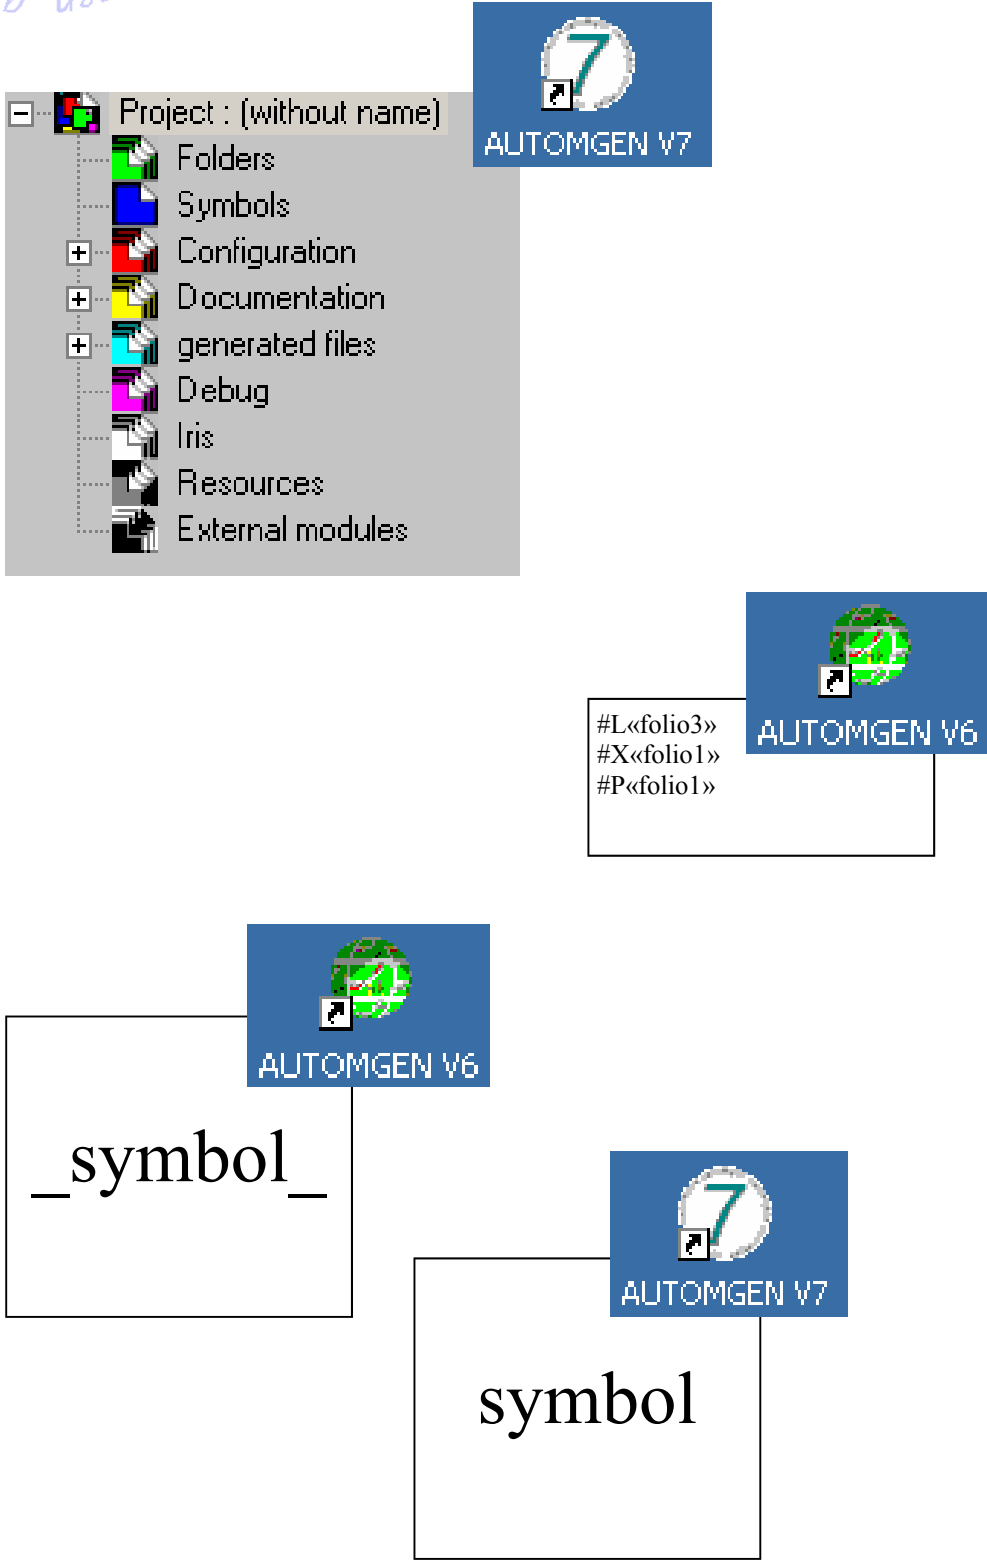 AUTOMGEN V7
Project : (without name)
Folders
Symbols
Configuration
Documentation
generated files
Debug
Iris
Resources
External modules
AUTOMGEN V6
#L«folio3»
#X«folio1»
#P«folio1»
AUTOMGEN V6
_symbol_
AUTOMGEN V7
symbol